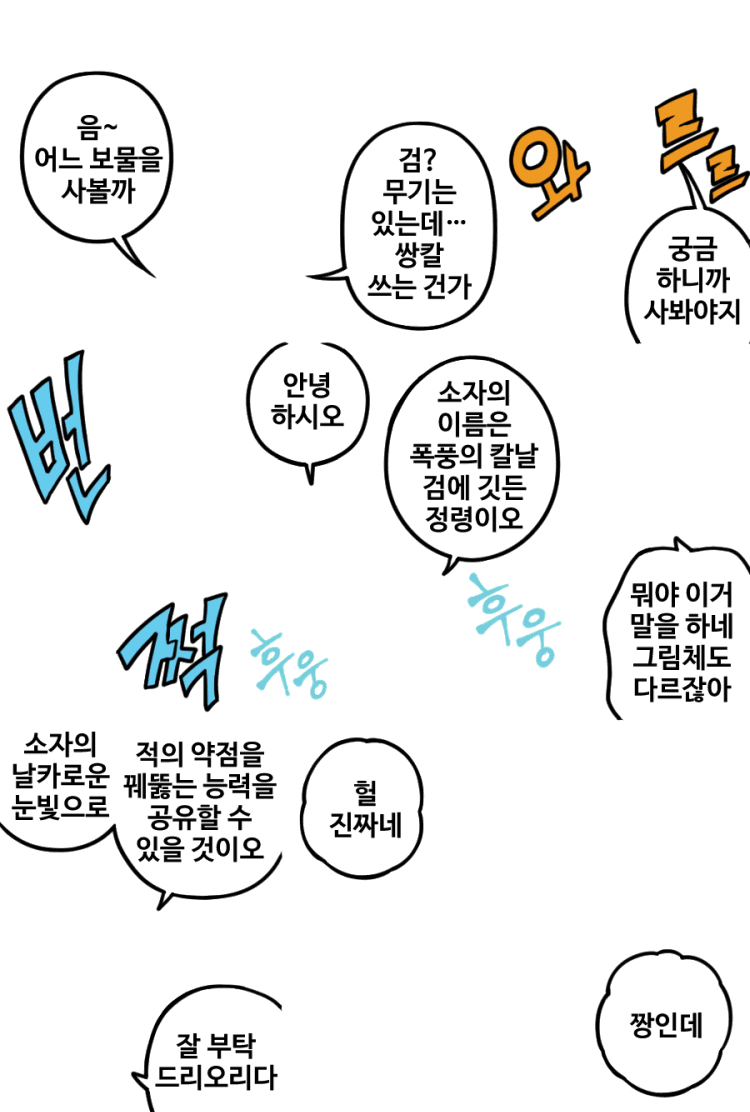 음~
어느 보물을
사볼까
검?
무기는
있는데…
쌍칼
쓰는 건가
와르르
궁금
하니까
사봐야지
번쩍
안녕
하시오
소자의
이름은
폭풍의 칼날
검에 깃든
정령이오
후웅
후웅
뭐야 이거
말을 하네
그림체도
다르잖아
소자의
날카로운
눈빛으로
적의 약점을
꿰뚫는 능력을
공유할 수
있을 것이오
헐
진짜네
잘 부탁
드리오리다
짱인데